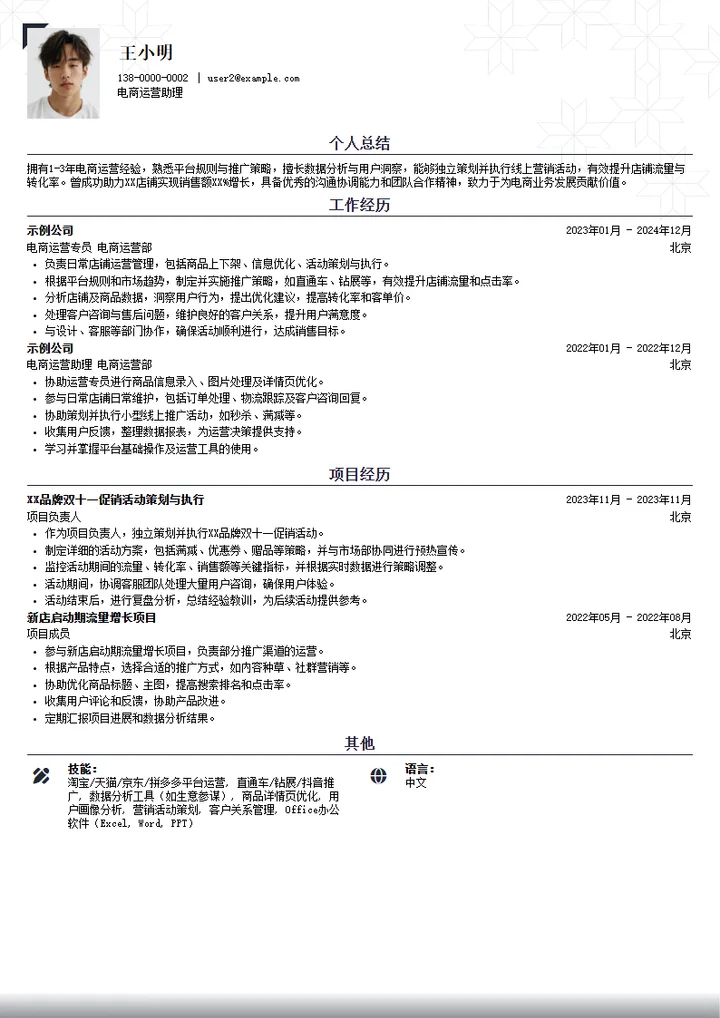 王小明
138-0000-0002 | user2@example.com
电商运营助理
个人总结
拥有1-3年电商运营经验，熟悉平台规则与推广策略，擅长数据分析与用户洞察，能够独立策划并执行线上营销活动，有效提升店铺流量与
转化率。曾成功助力XX店铺实现销售额XX%增长，具备优秀的沟通协调能力和团队合作精神，致力于为电商业务发展贡献价值。
工作经历
示例公司 2023年01月 - 2024年12月
电商运营专员 电商运营部 北京
• 负责日常店铺运营管理，包括商品上下架、信息优化、活动策划与执行。
• 根据平台规则和市场趋势，制定并实施推广策略，如直通车、钻展等，有效提升店铺流量和点击率。
• 分析店铺及商品数据，洞察用户行为，提出优化建议，提高转化率和客单价。
• 处理客户咨询与售后问题，维护良好的客户关系，提升用户满意度。
• 与设计、客服等部门协作，确保活动顺利进行，达成销售目标。
示例公司 2022年01月 - 2022年12月
电商运营助理 电商运营部 北京
• 协助运营专员进行商品信息录入、图片处理及详情页优化。
• 参与日常店铺日常维护，包括订单处理、物流跟踪及客户咨询回复。
• 协助策划并执行小型线上推广活动，如秒杀、满减等。
• 收集用户反馈，整理数据报表，为运营决策提供支持。
• 学习并掌握平台基础操作及运营工具的使用。
项目经历
XX品牌双十一促销活动策划与执行 2023年11月 - 2023年11月
项目负责人 北京
• 作为项目负责人，独立策划并执行XX品牌双十一促销活动。
• 制定详细的活动方案，包括满减、优惠券、赠品等策略，并与市场部协同进行预热宣传。
• 监控活动期间的流量、转化率、销售额等关键指标，并根据实时数据进行策略调整。
• 活动期间，协调客服团队处理大量用户咨询，确保用户体验。
• 活动结束后，进行复盘分析，总结经验教训，为后续活动提供参考。
新店启动期流量增长项目 2022年05月 - 2022年08月
项目成员 北京
• 参与新店启动期流量增长项目，负责部分推广渠道的运营。
• 根据产品特点，选择合适的推广方式，如内容种草、社群营销等。
• 协助优化商品标题、主图，提高搜索排名和点击率。
• 收集用户评论和反馈，协助产品改进。
• 定期汇报项目进展和数据分析结果。
其他
技能：
淘宝/天猫/京东/拼多多平台运营, 直通车/钻展/抖音推
广, 数据分析工具（如生意参谋）, 商品详情页优化, 用
户画像分析, 营销活动策划, 客户关系管理, Office办公
软件（Excel, Word, PPT）
语言：
中文